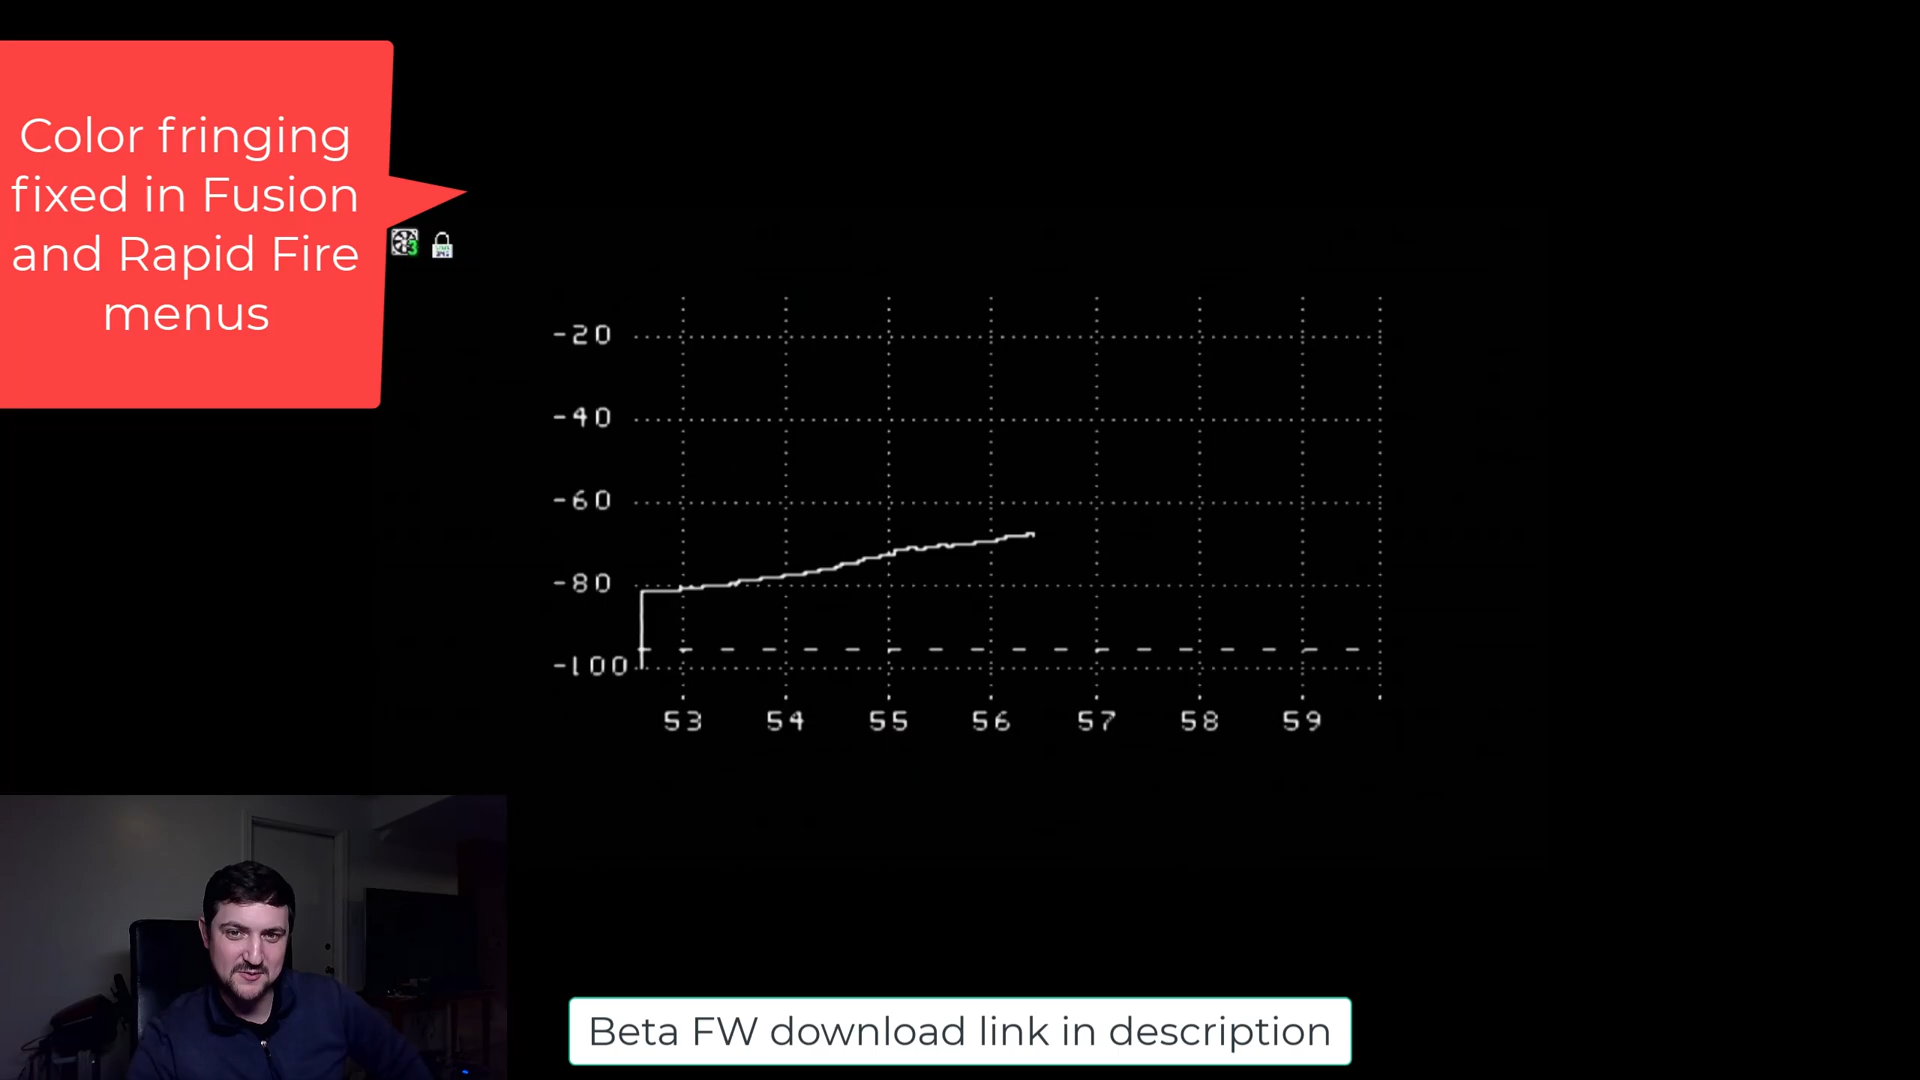 Color fringing
fixed in Fusion
and Rapid Fire
menus
3
-20
-40
-60
-80
-100
53 54 55 56 57 58 59
Beta FW download link in description